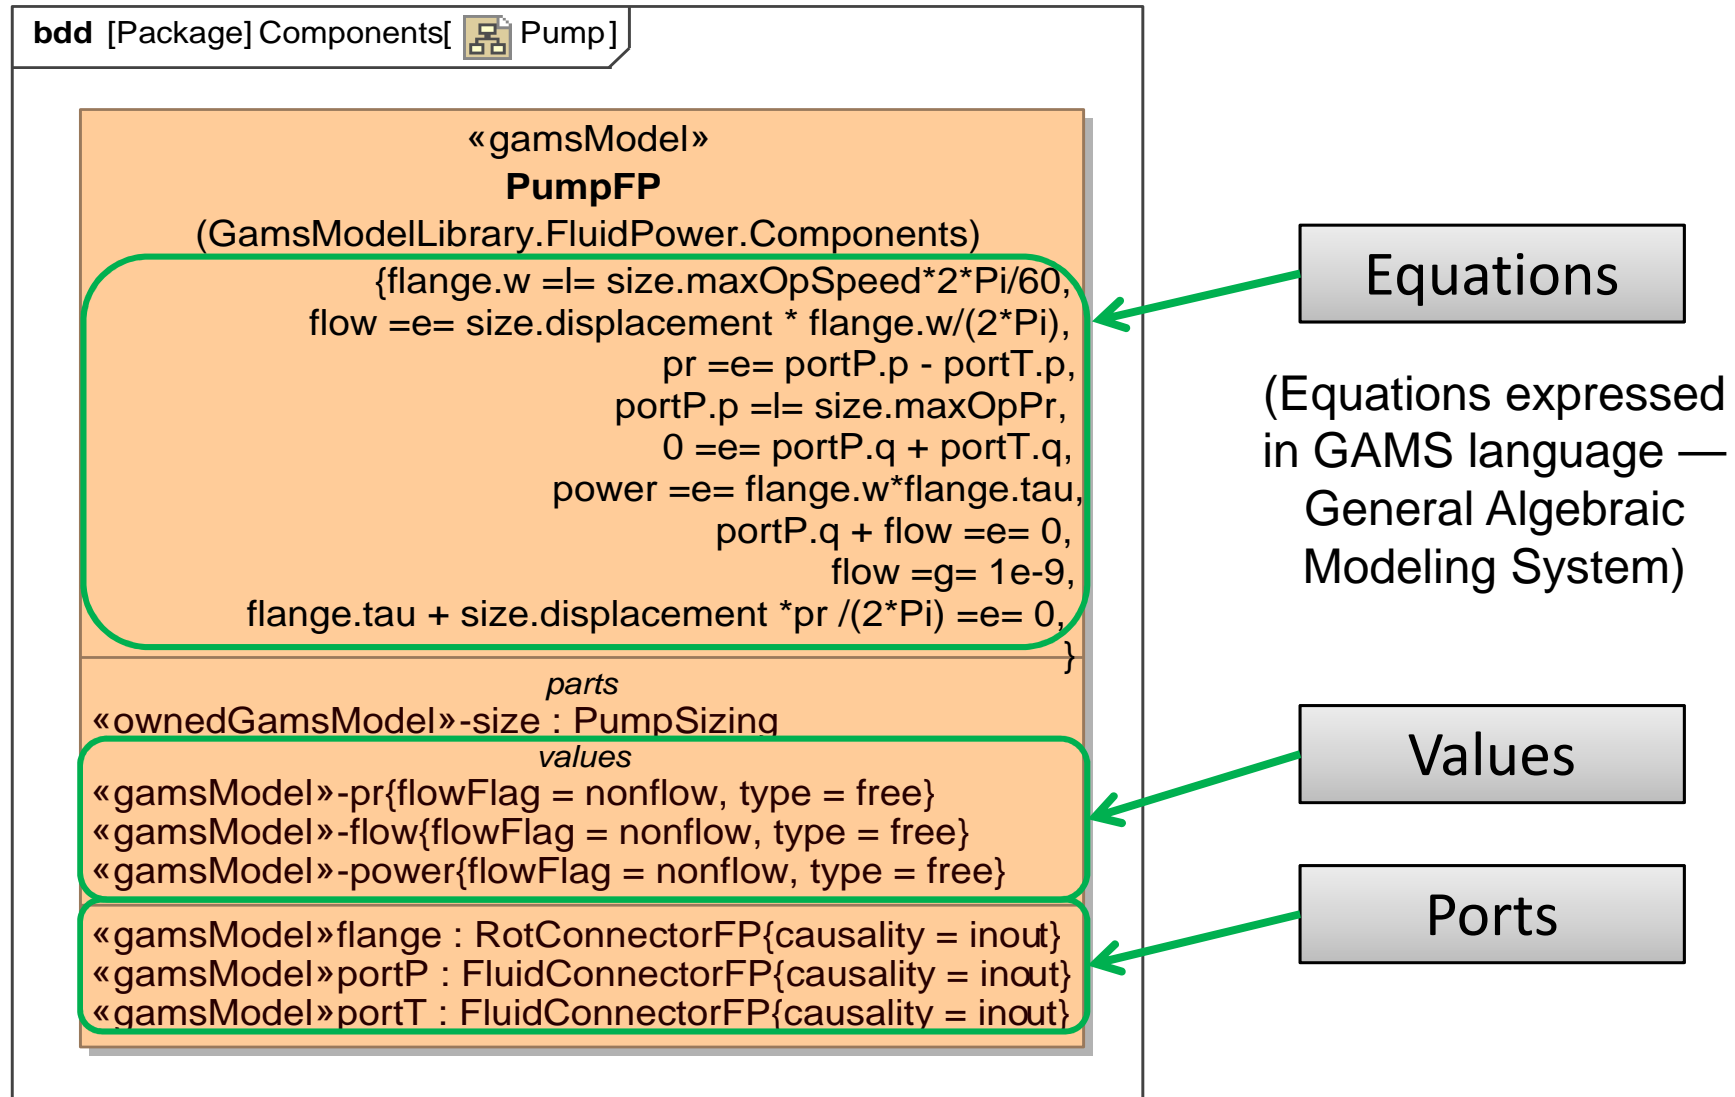 bdd [Package] Components[ Pump ]
«gamsModel»
PumpFP
(GamsModelLibrary.FluidPower.Components)
{flange.w =l= size.maxOpSpeed*2*Pi/60,
flow =e= size.displacement * flange.w/(2*Pi),
pr =e= portP.p - portT.p,
portP.p =l= size.maxOpPr,
0 =e= portP.q + portT.q,
power =e= flange.w*flange.tau,
portP.q + flow =e= 0,
flow =g= 1e-9,
flange.tau + size.displacement *pr /(2*Pi) =e= 0,
}
parts
«ownedGamsModel»-size : PumpSizing
values
«gamsModel»-pr{flowFlag = nonflow, type = free}
«gamsModel»-flow{flowFlag = nonflow, type = free}
«gamsModel»-power{flowFlag = nonflow, type = free}
«gamsModel»flange : RotConnectorFP{causality = inout}
«gamsModel»portP : FluidConnectorFP{causality = inout}
«gamsModel»portT : FluidConnectorFP{causality = inout}
Equations
(Equations expressed
in GAMS language —
General Algebraic
Modeling System)
Values
Ports